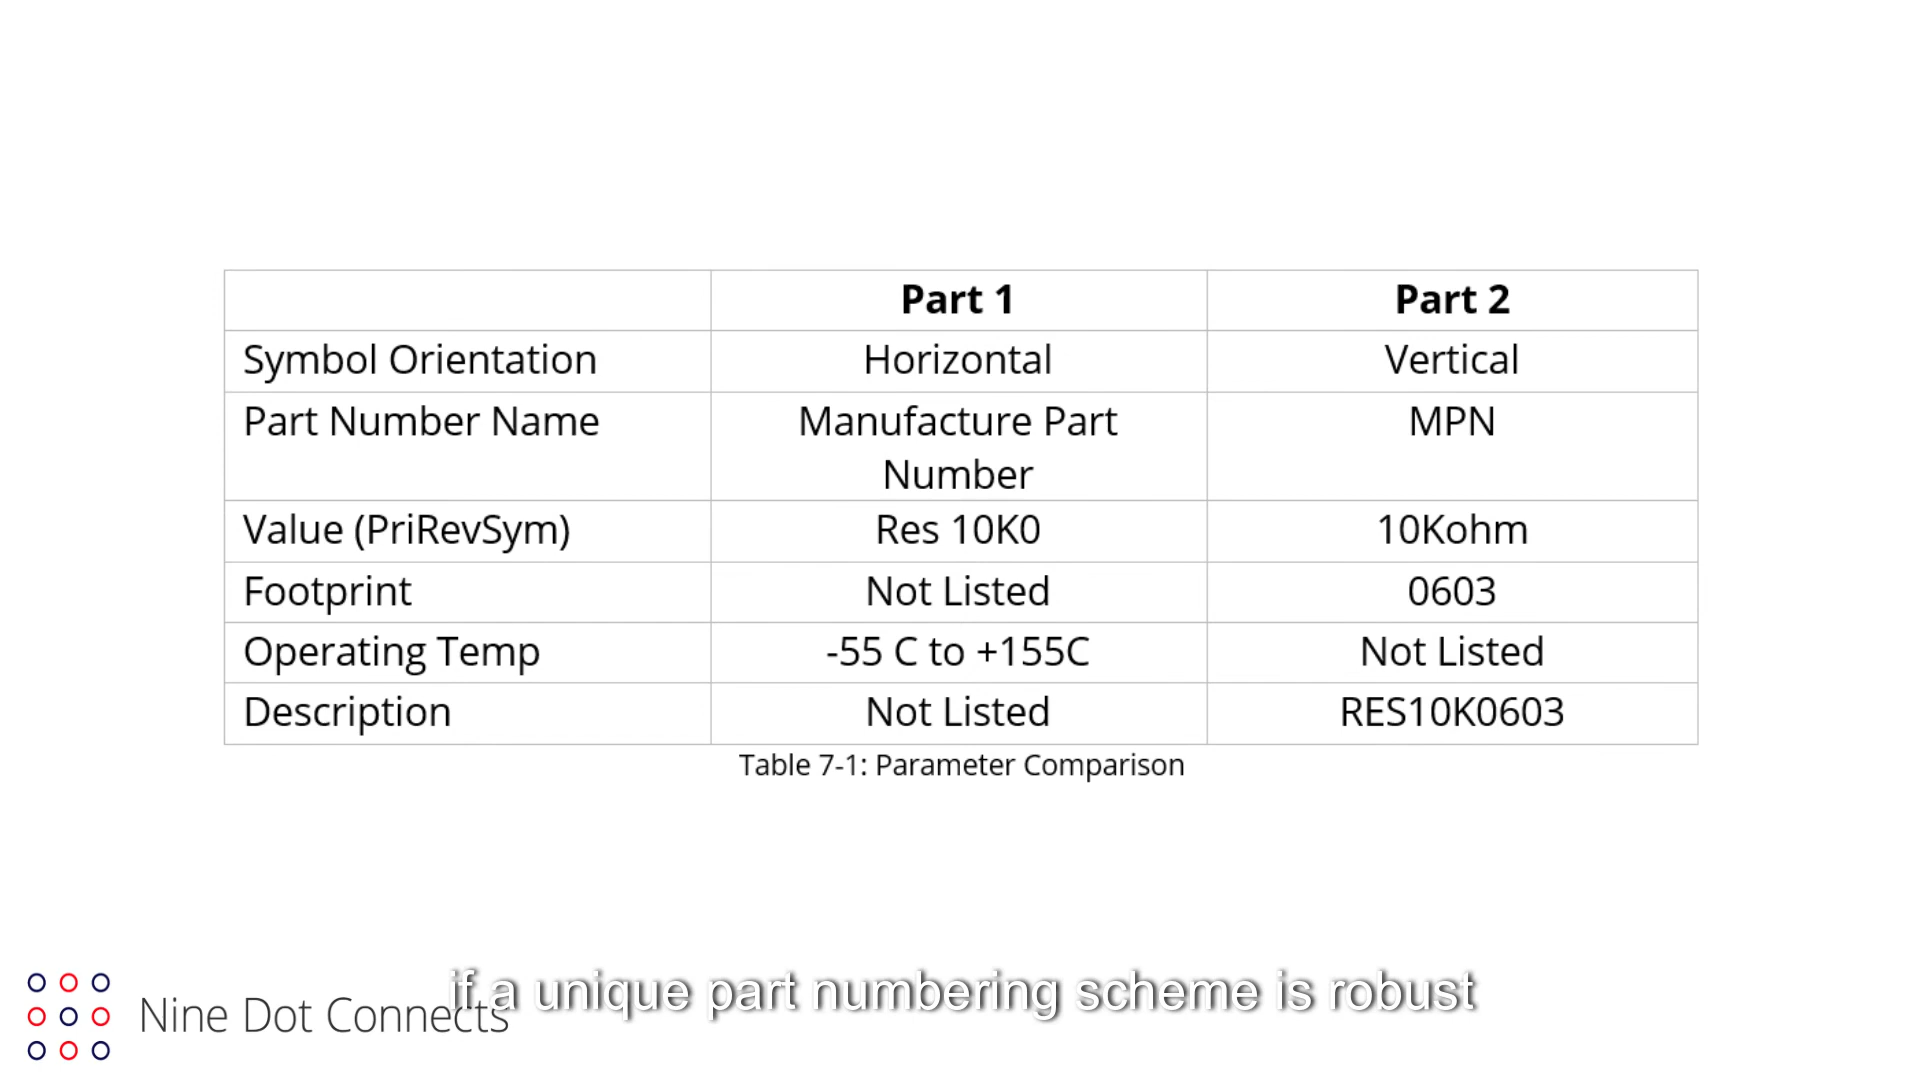 Part 1 Part 2
Symbol Orientation Horizontal Vertical
Part Number Name Manufacture Part Number MPN
Value (PriRevSym) Res 10K0 10Kohm
Footprint Not Listed 0603
Operating Temp -55 C to +155C Not Listed
Description Not Listed RES10K0603
Table 7-1: Parameter Comparison
if a unique part numbering scheme is robust
Nine Dot Connects